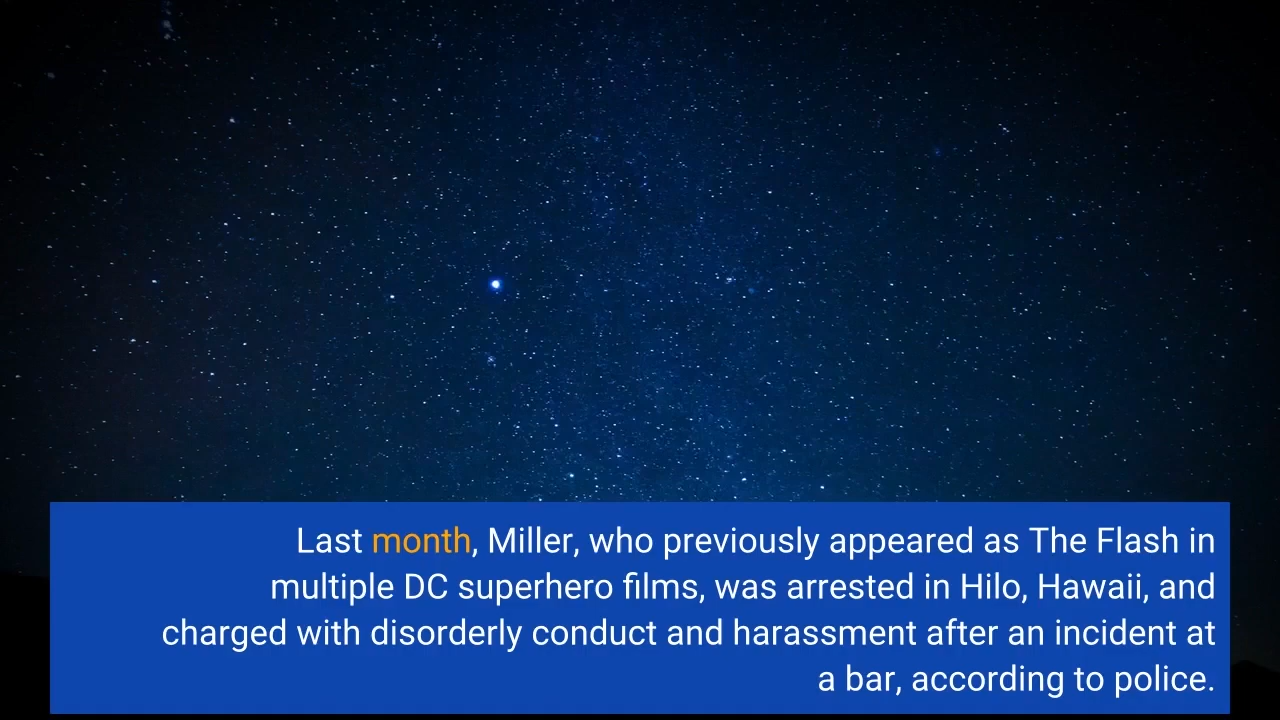 Last month, Miller, who previously appeared as The Flash in
multiple DC superhero films, was arrested in Hilo, Hawaii, and
charged with disorderly conduct and harassment after an incident at
a bar, according to police.